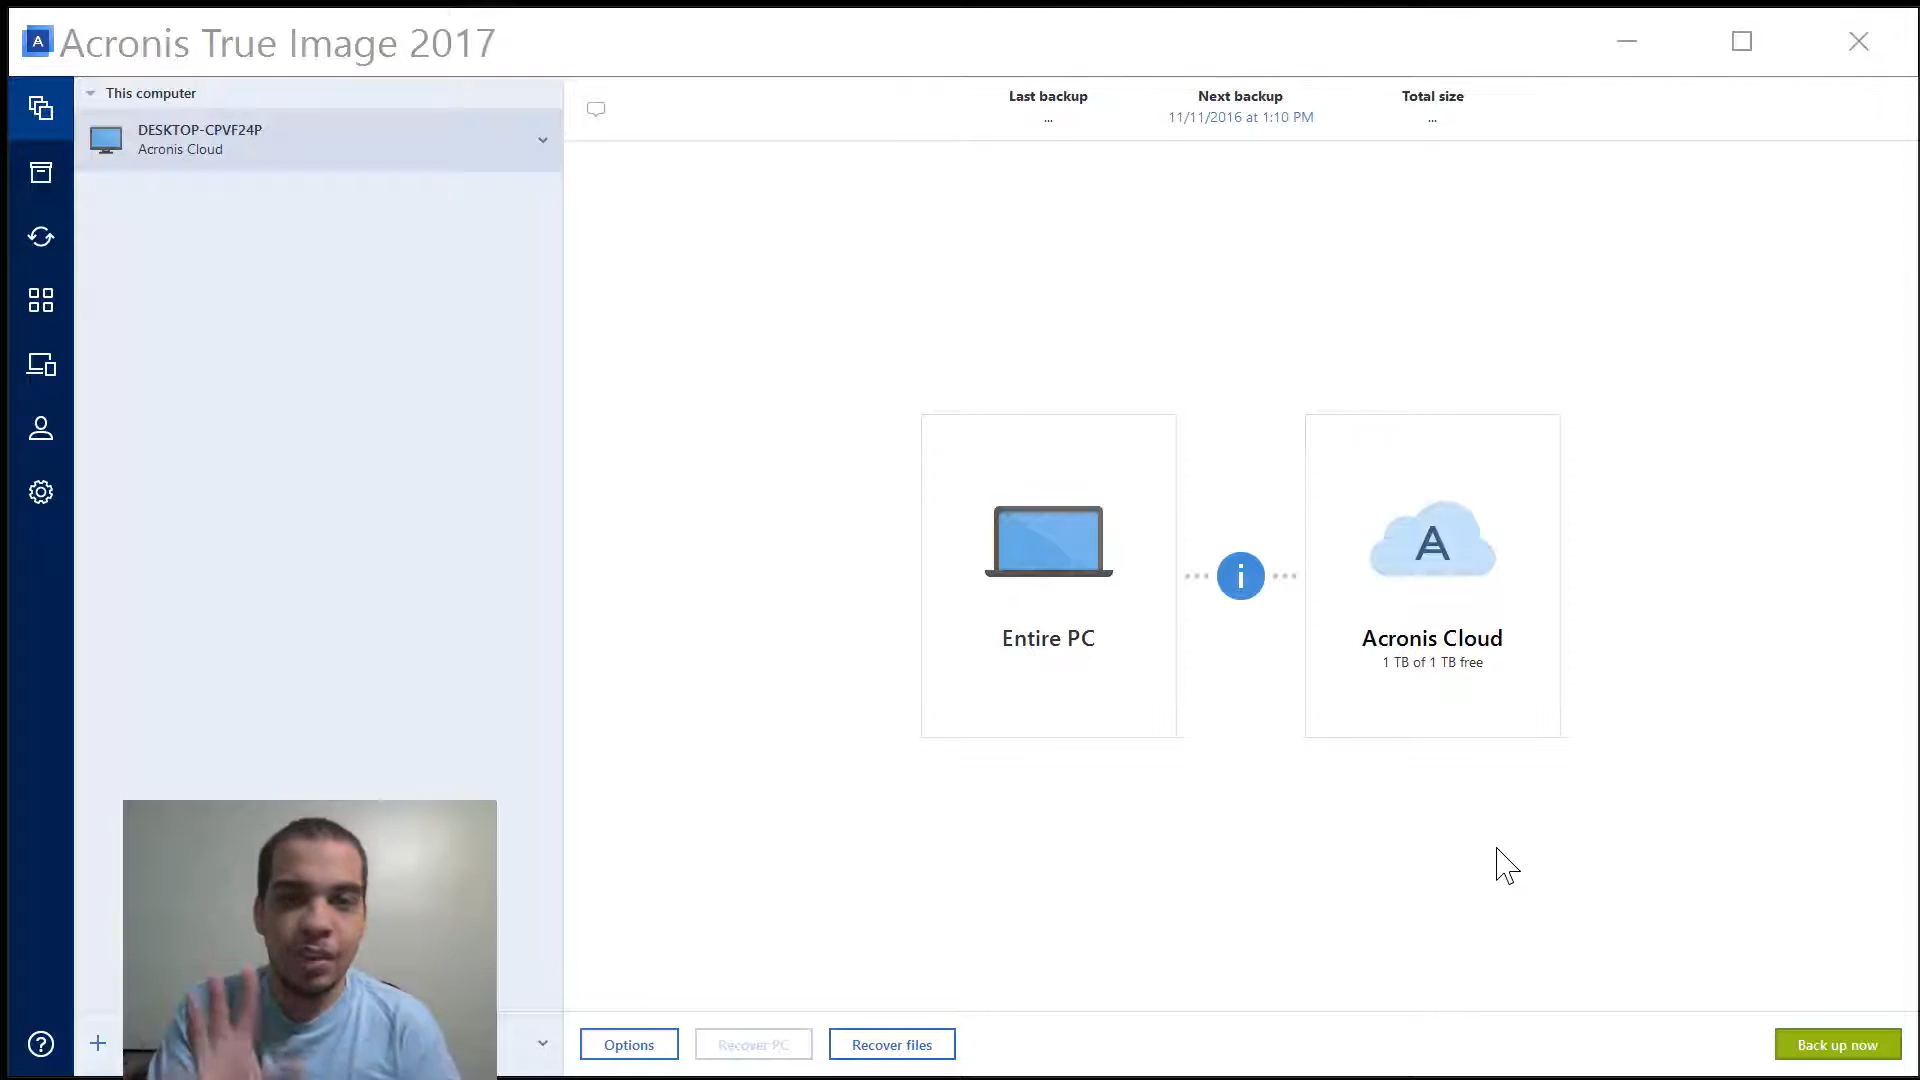 A Acronis True Image 2017
This computer
DESKTOP-CPVF24P
Acronis Cloud
Last backup
...
Next backup
11/11/2016 at 1:10 PM
Total size
...
i
Entire PC
A
Acronis Cloud
1 TB of 1 TB free
?
+
Options
Recover PC
Recover files
Back up now